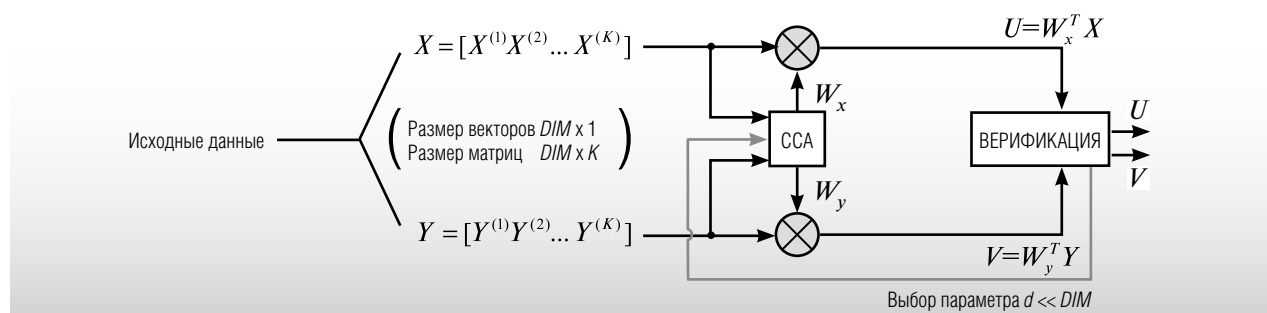 X = [X^(1) X^(2) ... X^(K)]
U=W_x^T X
W_x
Исходные данные
Размер векторов DIM x 1
Размер матриц DIM x K
CCA
ВЕРИФИКАЦИЯ
U
V
W_y
Y = [Y^(1) Y^(2) ... Y^(K)]
V=W_y^T Y
Выбор параметра d << DIM